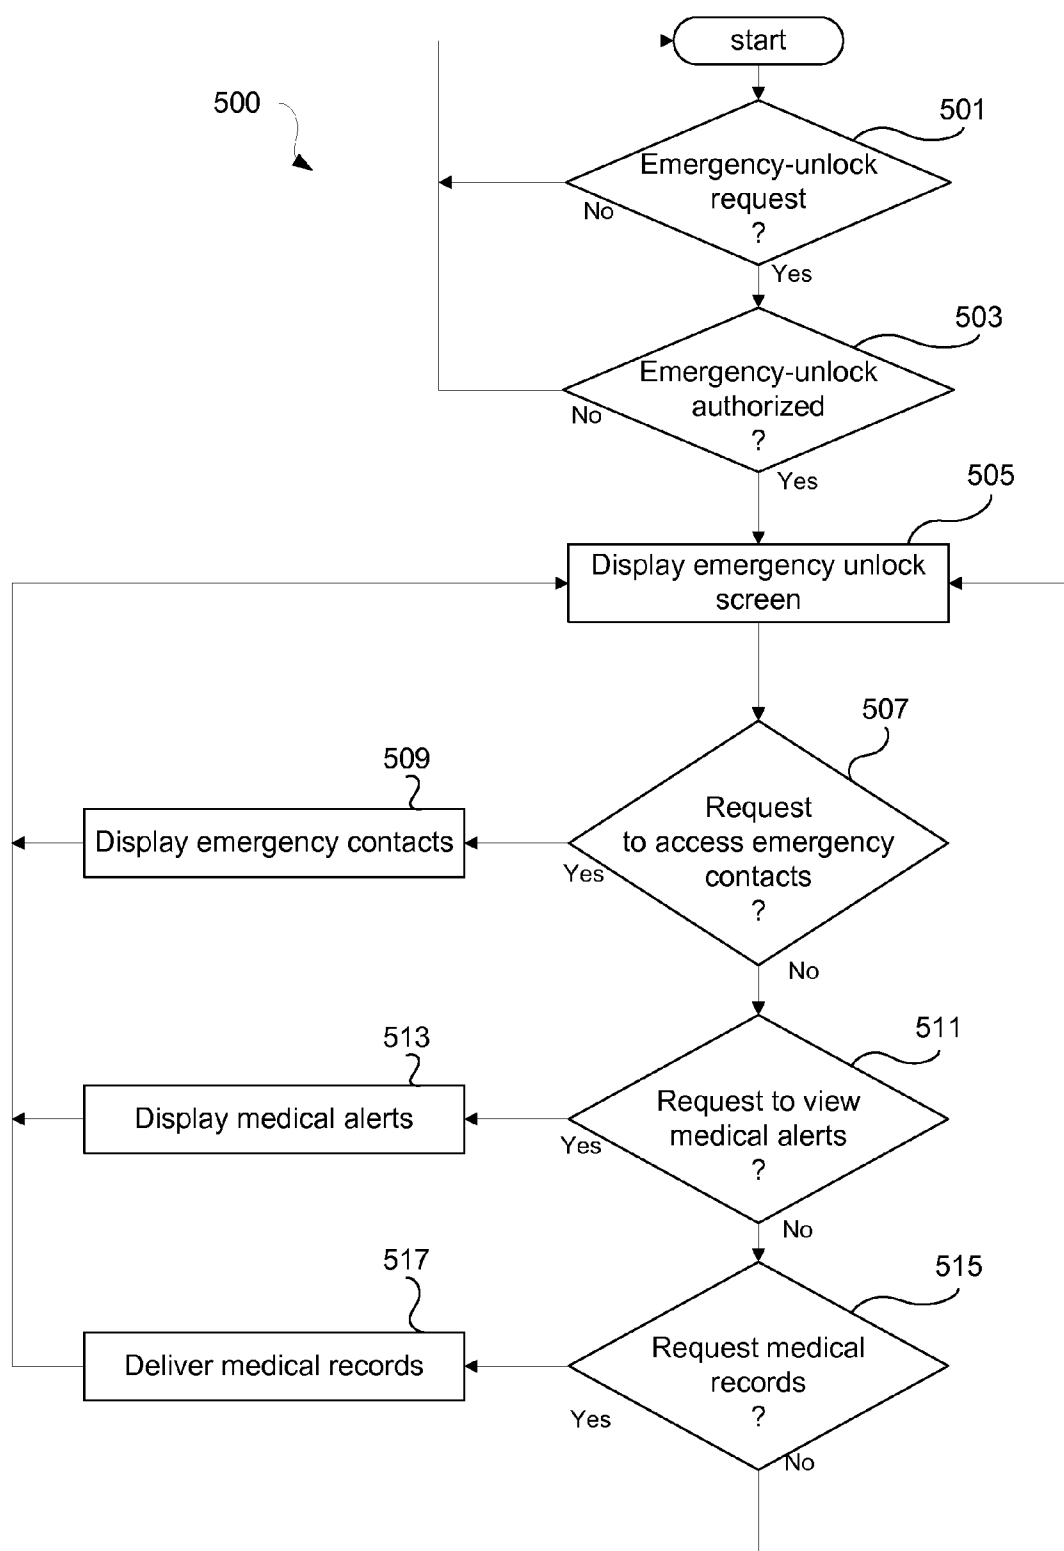 start
500
501
Emergency-unlock
request
?
No
Yes
503
Emergency-unlock
authorized
?
No
Yes
505
Display emergency unlock
screen
507
509
Request
to access emergency
contacts
?
Display emergency contacts
Yes
No
511
513
Request to view
medical alerts
?
Display medical alerts
Yes
No
515
517
Request medical
records
?
Deliver medical records
Yes
No